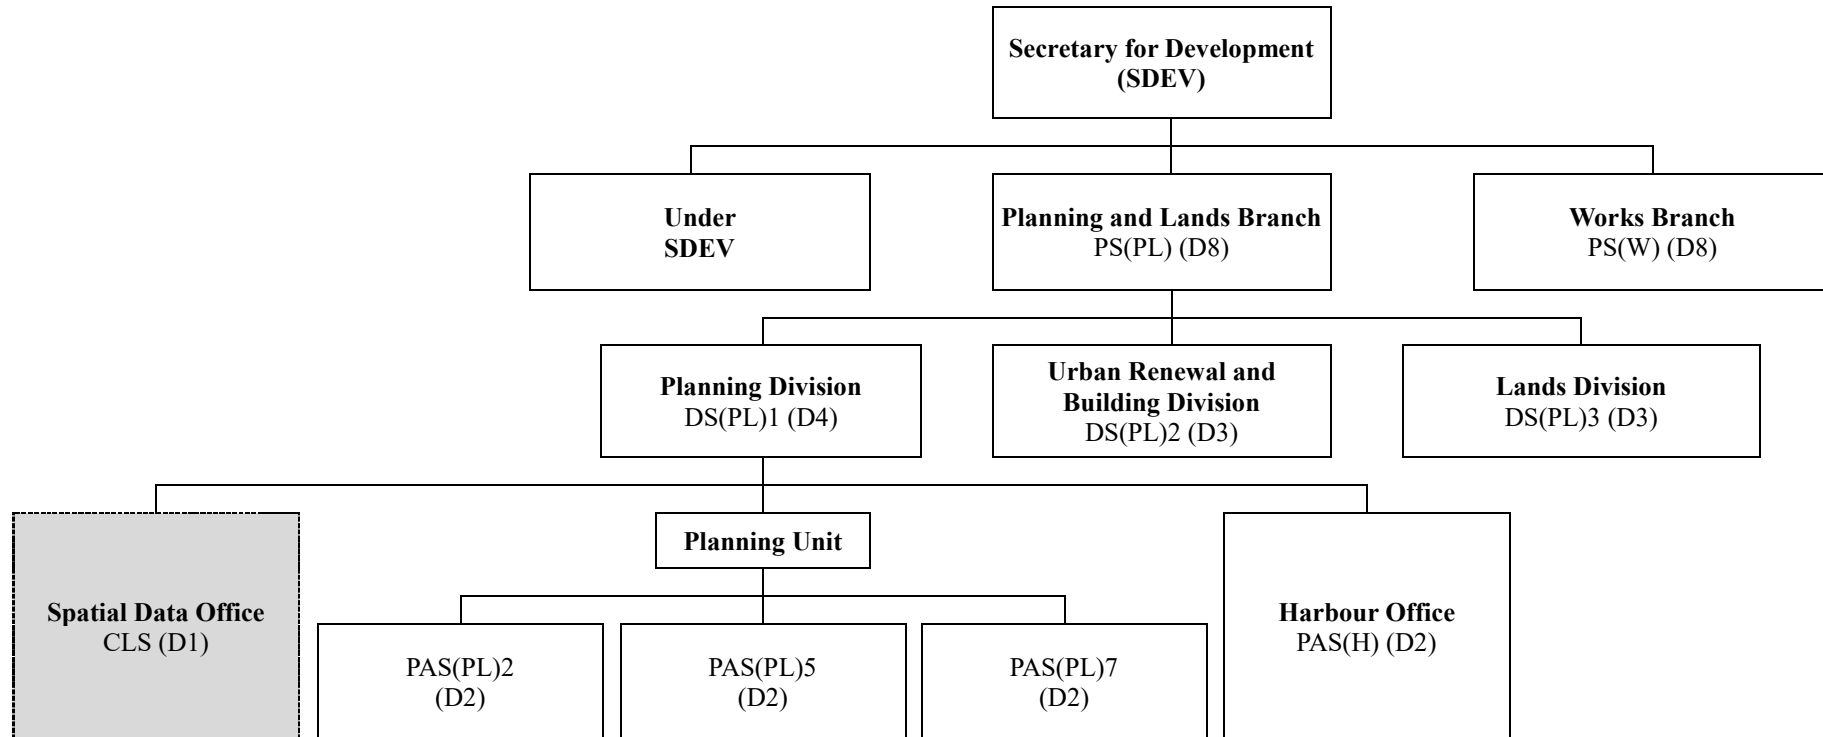 Secretary for Development
(SDEV)
Under
SDEV
Planning and Lands Branch
PS(PL) (D8)
Works Branch
PS(W) (D8)
Planning Division
DS(PL)1 (D4)
Urban Renewal and
Building Division
DS(PL)2 (D3)
Lands Division
DS(PL)3 (D3)
Spatial Data Office
CLS (D1)
Planning Unit
PAS(PL)2
(D2)
PAS(PL)5
(D2)
PAS(PL)7
(D2)
Harbour Office
PAS(H) (D2)